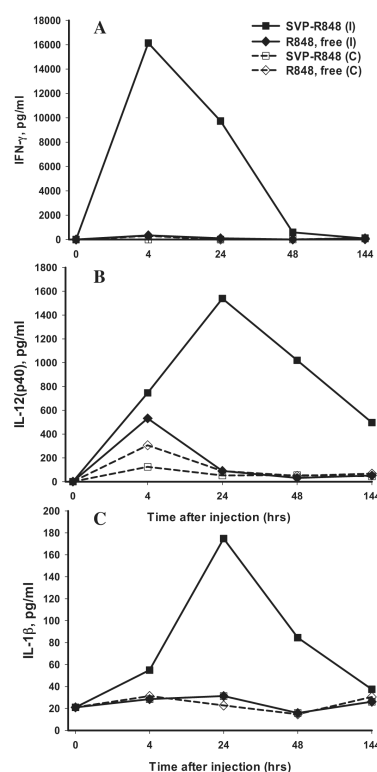 A
SVP-R848 (I)
R848, free (I)
SVP-R848 (C)
R848, free (C)
IFN-γ, pg/ml
18000
16000
14000
12000
10000
8000
6000
4000
2000
0
0 4 24 48 144
B
IL-12(p40), pg/ml
1800
1600
1400
1200
1000
800
600
400
200
0
0 4 24 48 144
Time after injection (hrs)
C
IL-1β, pg/ml
200
180
160
140
120
100
80
60
40
20
0
0 4 24 48 144
Time after injection (hrs)